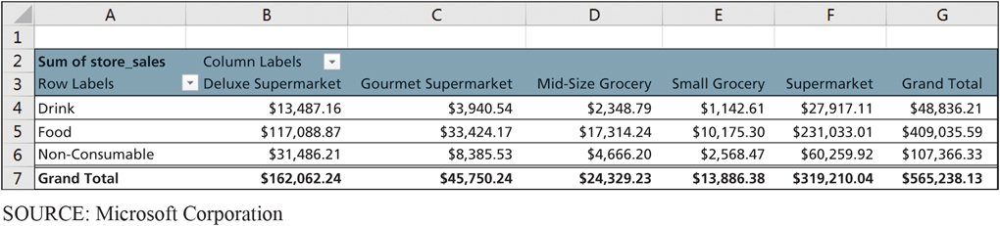 A B C D E F G
1
2 Sum of store_sales Column Labels
3 Row Labels Deluxe Supermarket Gourmet Supermarket Mid-Size Grocery Small Grocery Supermarket Grand Total
4 Drink $13,487.16 $3,940.54 $2,348.79 $1,142.61 $27,917.11 $48,836.21
5 Food $117,088.87 $33,424.17 $17,314.24 $10,175.30 $231,033.01 $409,035.59
6 Non-Consumable $31,486.21 $8,385.53 $4,666.20 $2,568.47 $60,259.92 $107,366.33
7 Grand Total $162,062.24 $45,750.24 $24,329.23 $13,886.38 $319,210.04 $565,238.13
SOURCE: Microsoft Corporation